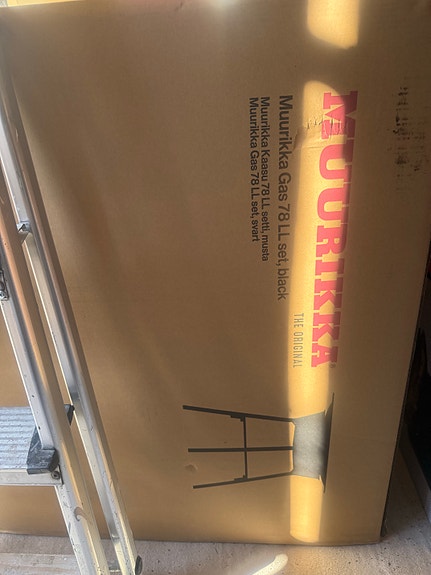 MUURIKKA
THE ORIGINAL
Muurikka Gas 78 LL set, black
Muurikka Kaasu 78 LL setti, musta
Muurikka Gas 78 LL set, svart